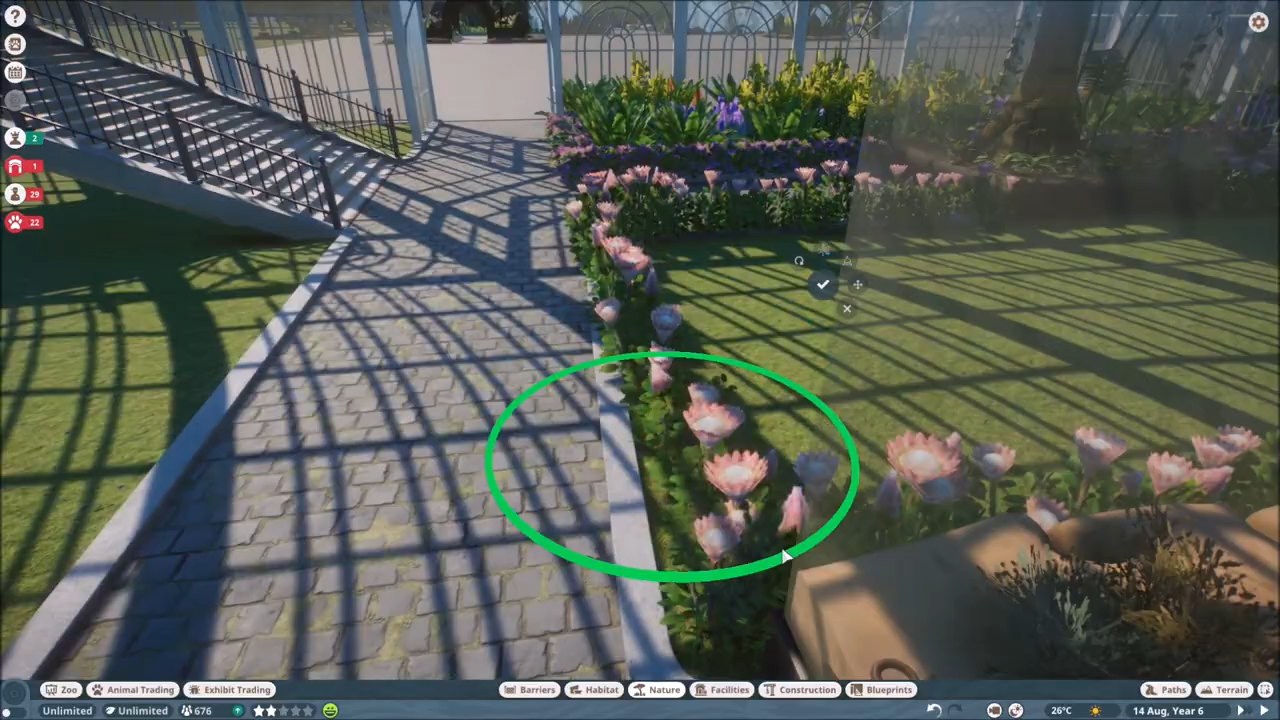 ?
2
1
29
22
Zoo Animal Trading Exhibit Trading Barriers Habitat Nature Facilities Construction Blueprints Paths Terrain
Unlimited Unlimited 676 26°C 14 Aug, Year 6